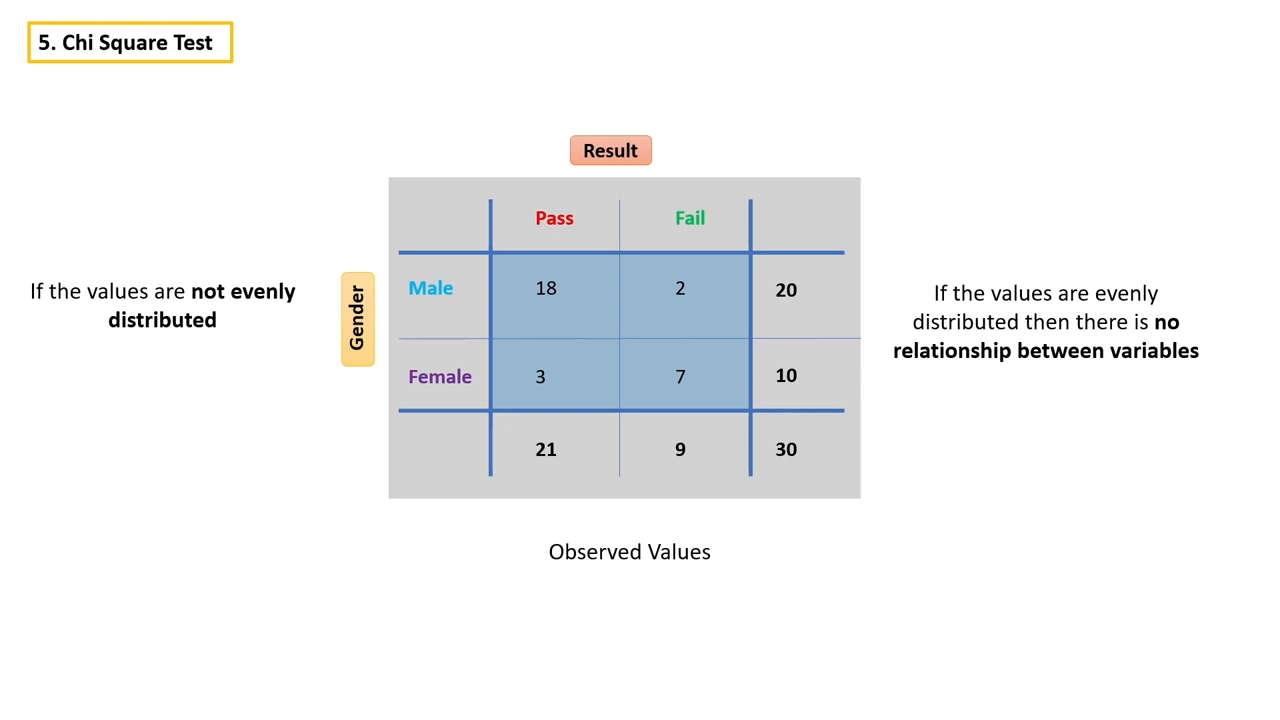 5. Chi Square Test
Result
Pass Fail
Male 18 2 20
Female 3 7 10
21 9 30
Gender
If the values are not evenly
distributed
If the values are evenly
distributed then there is no
relationship between variables
Observed Values